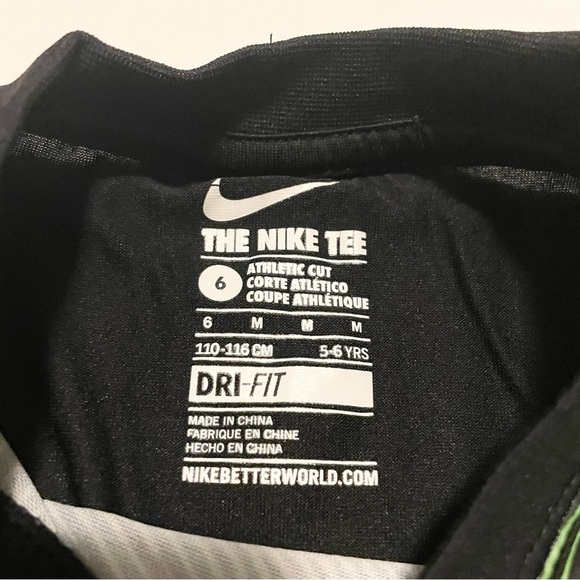 THE NIKE TEE
6
ATHLETIC CUT
CORTE ATLÉTICO
COUPE ATHLÉTIQUE
6 M M M
110-116 CM 5-6 YRS
DRI-FIT
MADE IN CHINA
FABRIQUE EN CHINE
HECHO EN CHINA
NIKEBETTERWORLD.COM